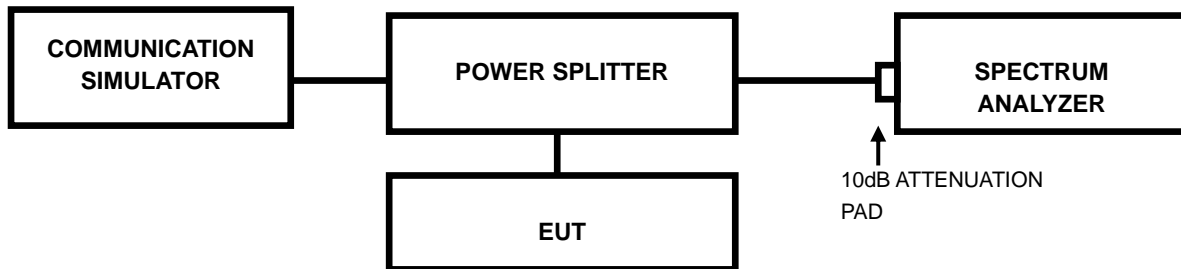 COMMUNICATION
SIMULATOR
POWER SPLITTER
SPECTRUM
ANALYZER
10dB ATTENUATION
PAD
EUT